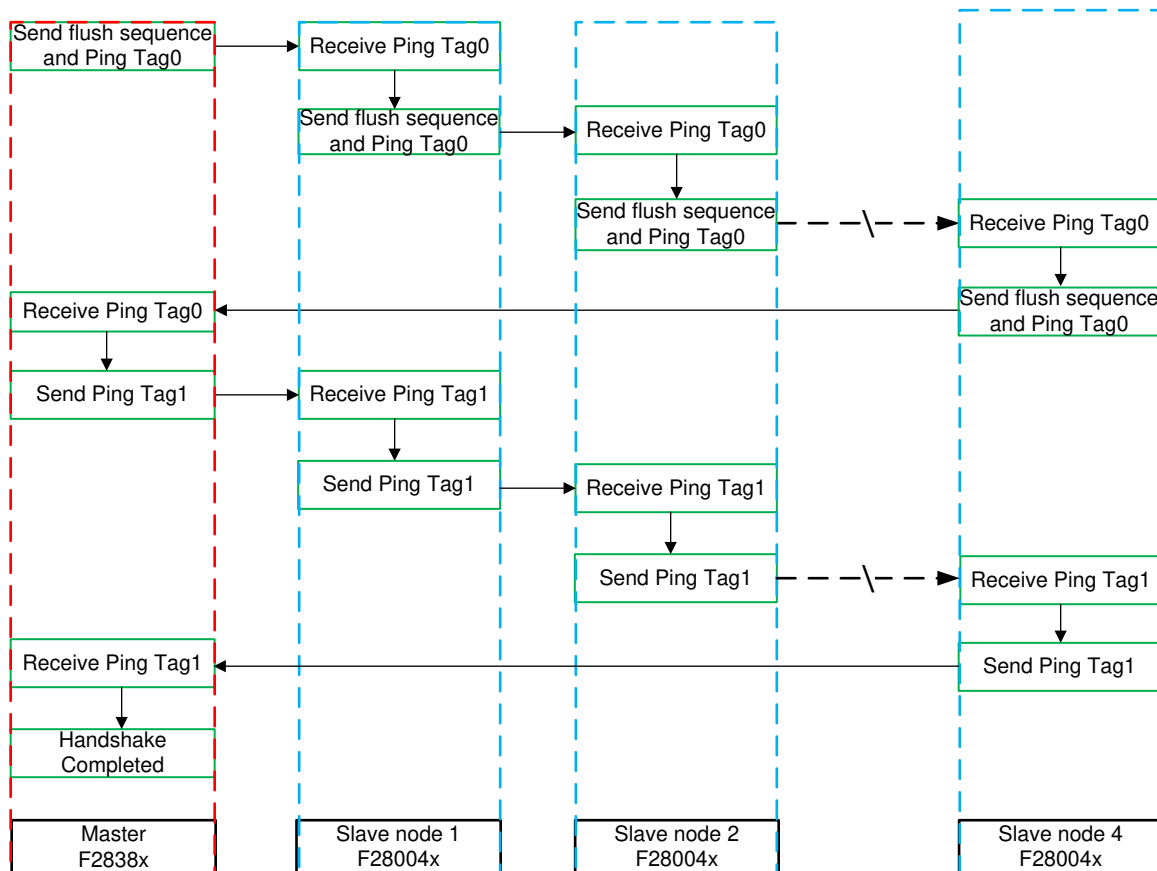 Send flush sequence
and Ping Tag0
Receive Ping Tag0
Send flush sequence
and Ping Tag0
Receive Ping Tag0
Send flush sequence
and Ping Tag0
Receive Ping Tag0
Send flush sequence
and Ping Tag0
Receive Ping Tag0
Send Ping Tag1
Receive Ping Tag1
Send Ping Tag1
Receive Ping Tag1
Send Ping Tag1
Receive Ping Tag1
Send Ping Tag1
Receive Ping Tag1
Handshake
Completed
Master
F2838x
Slave node 1
F28004x
Slave node 2
F28004x
Slave node 4
F28004x